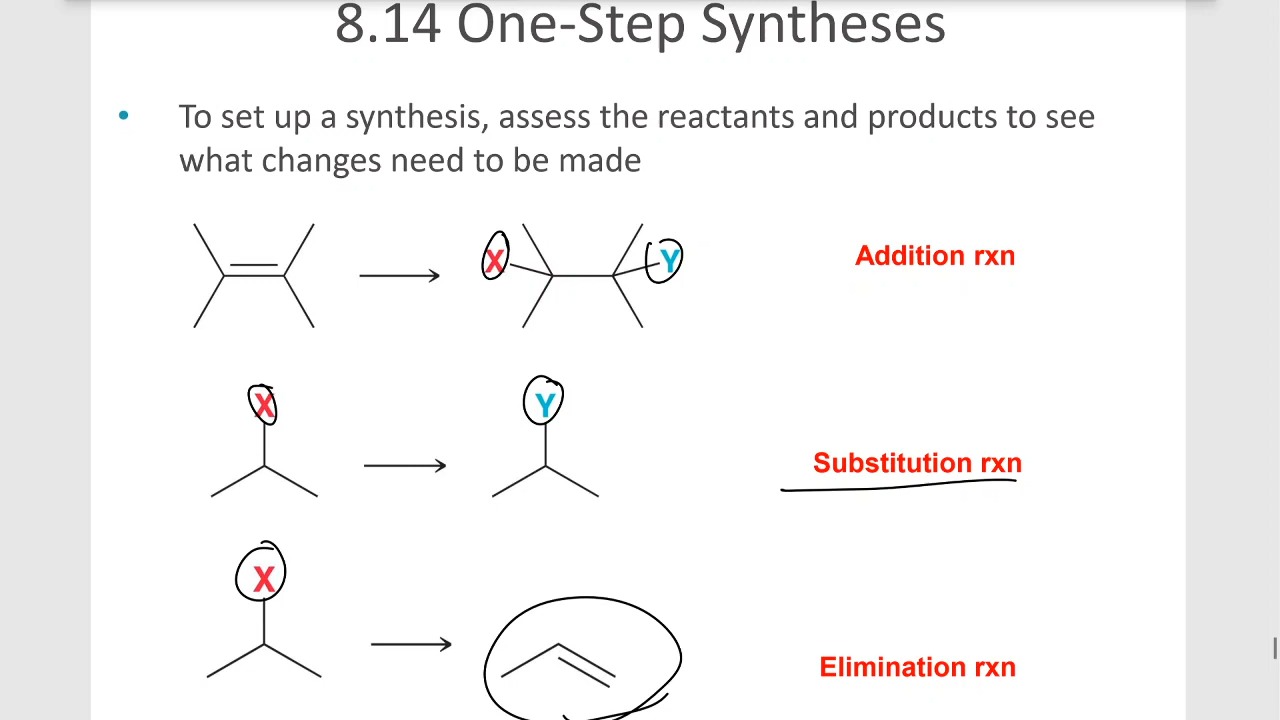 8.14 One-Step Syntheses
• To set up a synthesis, assess the reactants and products to see
what changes need to be made
X Y Addition rxn
X Y
Substitution rxn
X
Elimination rxn